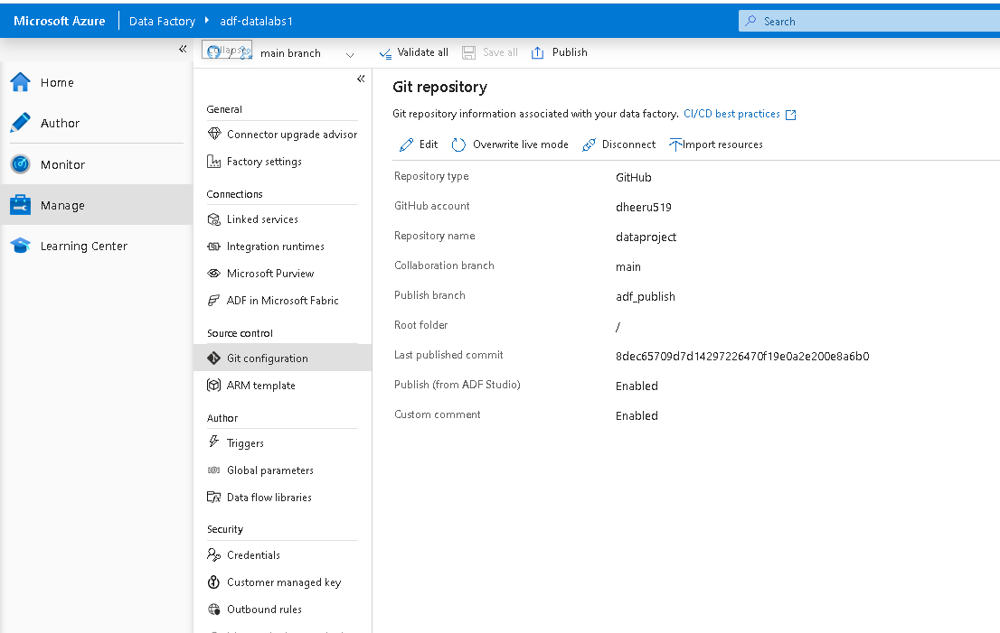 Microsoft Azure
Data Factory
adf-datalabs1
Search
Home
Author
Monitor
Manage
Learning Center
Collapse
main branch
Validate all
Save all
Publish
General
Connector upgrade advisor
Factory settings
Connections
Linked services
Integration runtimes
Microsoft Purview
ADF in Microsoft Fabric
Source control
Git configuration
ARM template
Author
Triggers
Global parameters
Data flow libraries
Security
Credentials
Customer managed key
Outbound rules
Git repository
Git repository information associated with your data factory. CI/CD best practices
Edit
Overwrite live mode
Disconnect
Import resources
Repository type GitHub
GitHub account dheeru519
Repository name dataproject
Collaboration branch main
Publish branch adf_publish
Root folder /
Last published commit 8dec65709d7d14297226470f19e0a2e200e8a6b0
Publish (from ADF Studio) Enabled
Custom comment Enabled